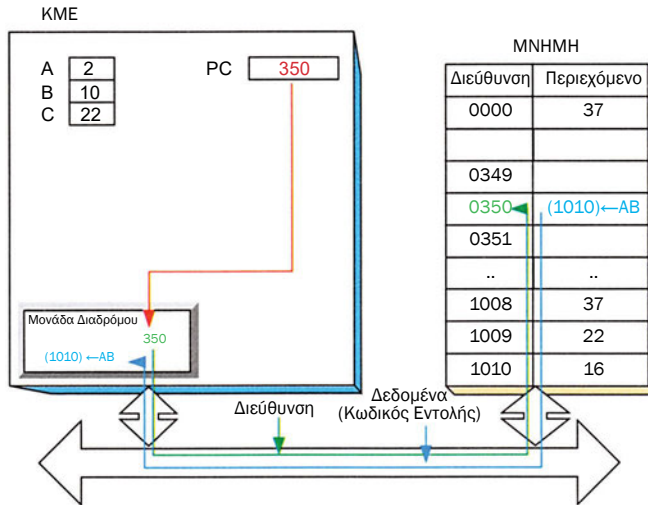 ΚΜΕ
A 2
B 10
C 22
PC 350
Μονάδα Διαδρόμου
350
(1010) ←AB
ΜΝΗΜΗ
Διεύθυνση Περιεχόμενο
0000 37
0349
0350 (1010)←AB
0351
.. ..
1008 37
1009 22
1010 16
Διεύθυνση
Δεδομένα
(Κωδικός Εντολής)